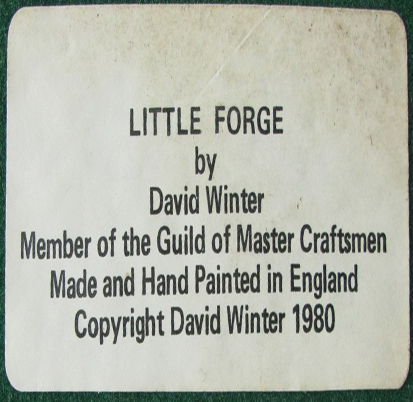 LITTLE FORGE
by
David Winter
Member of the Guild of Master Craftsmen
Made and Hand Painted in England
Copyright David Winter 1980